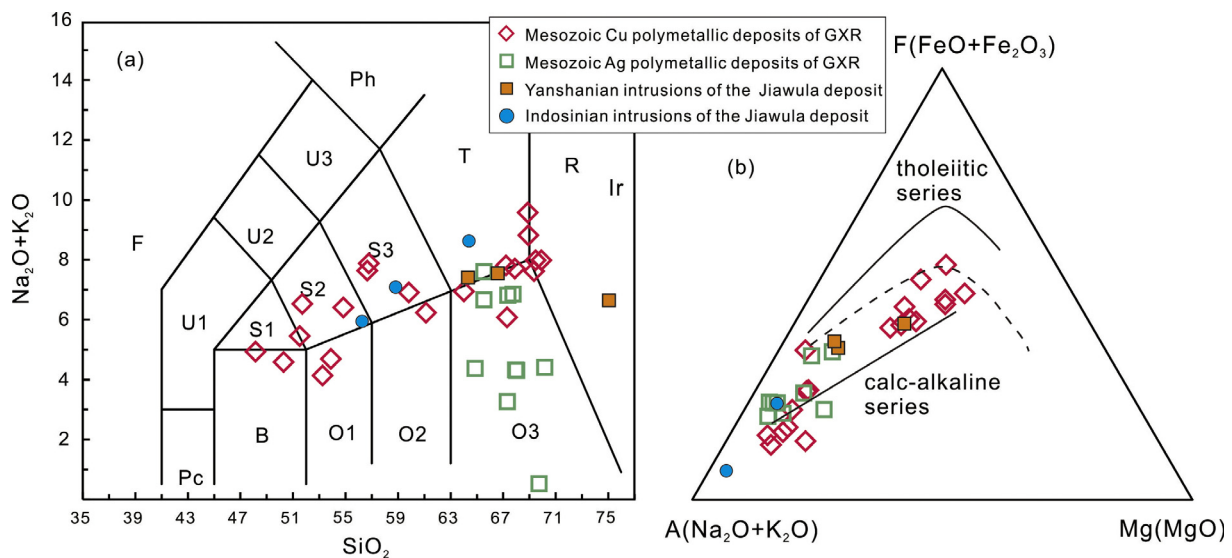 16
14
12
10
8
6
4
2
Na₂O+K₂O
(a)
Ph
U3
T
R
Ir
F
U2
S3
S2
U1
S1
B
O1
O2
O3
Pc
35
39
43
47
51
55
59
63
67
71
75
SiO₂
Mesozoic Cu polymetallic deposits of GXR
Mesozoic Ag polymetallic deposits of GXR
Yanshanian intrusions of the Jiawula deposit
Indosinian intrusions of the Jiawula deposit
F(FeO+Fe₂O₃)
(b)
tholeiitic
series
calc-alkaline
series
A(Na₂O+K₂O)
Mg(MgO)